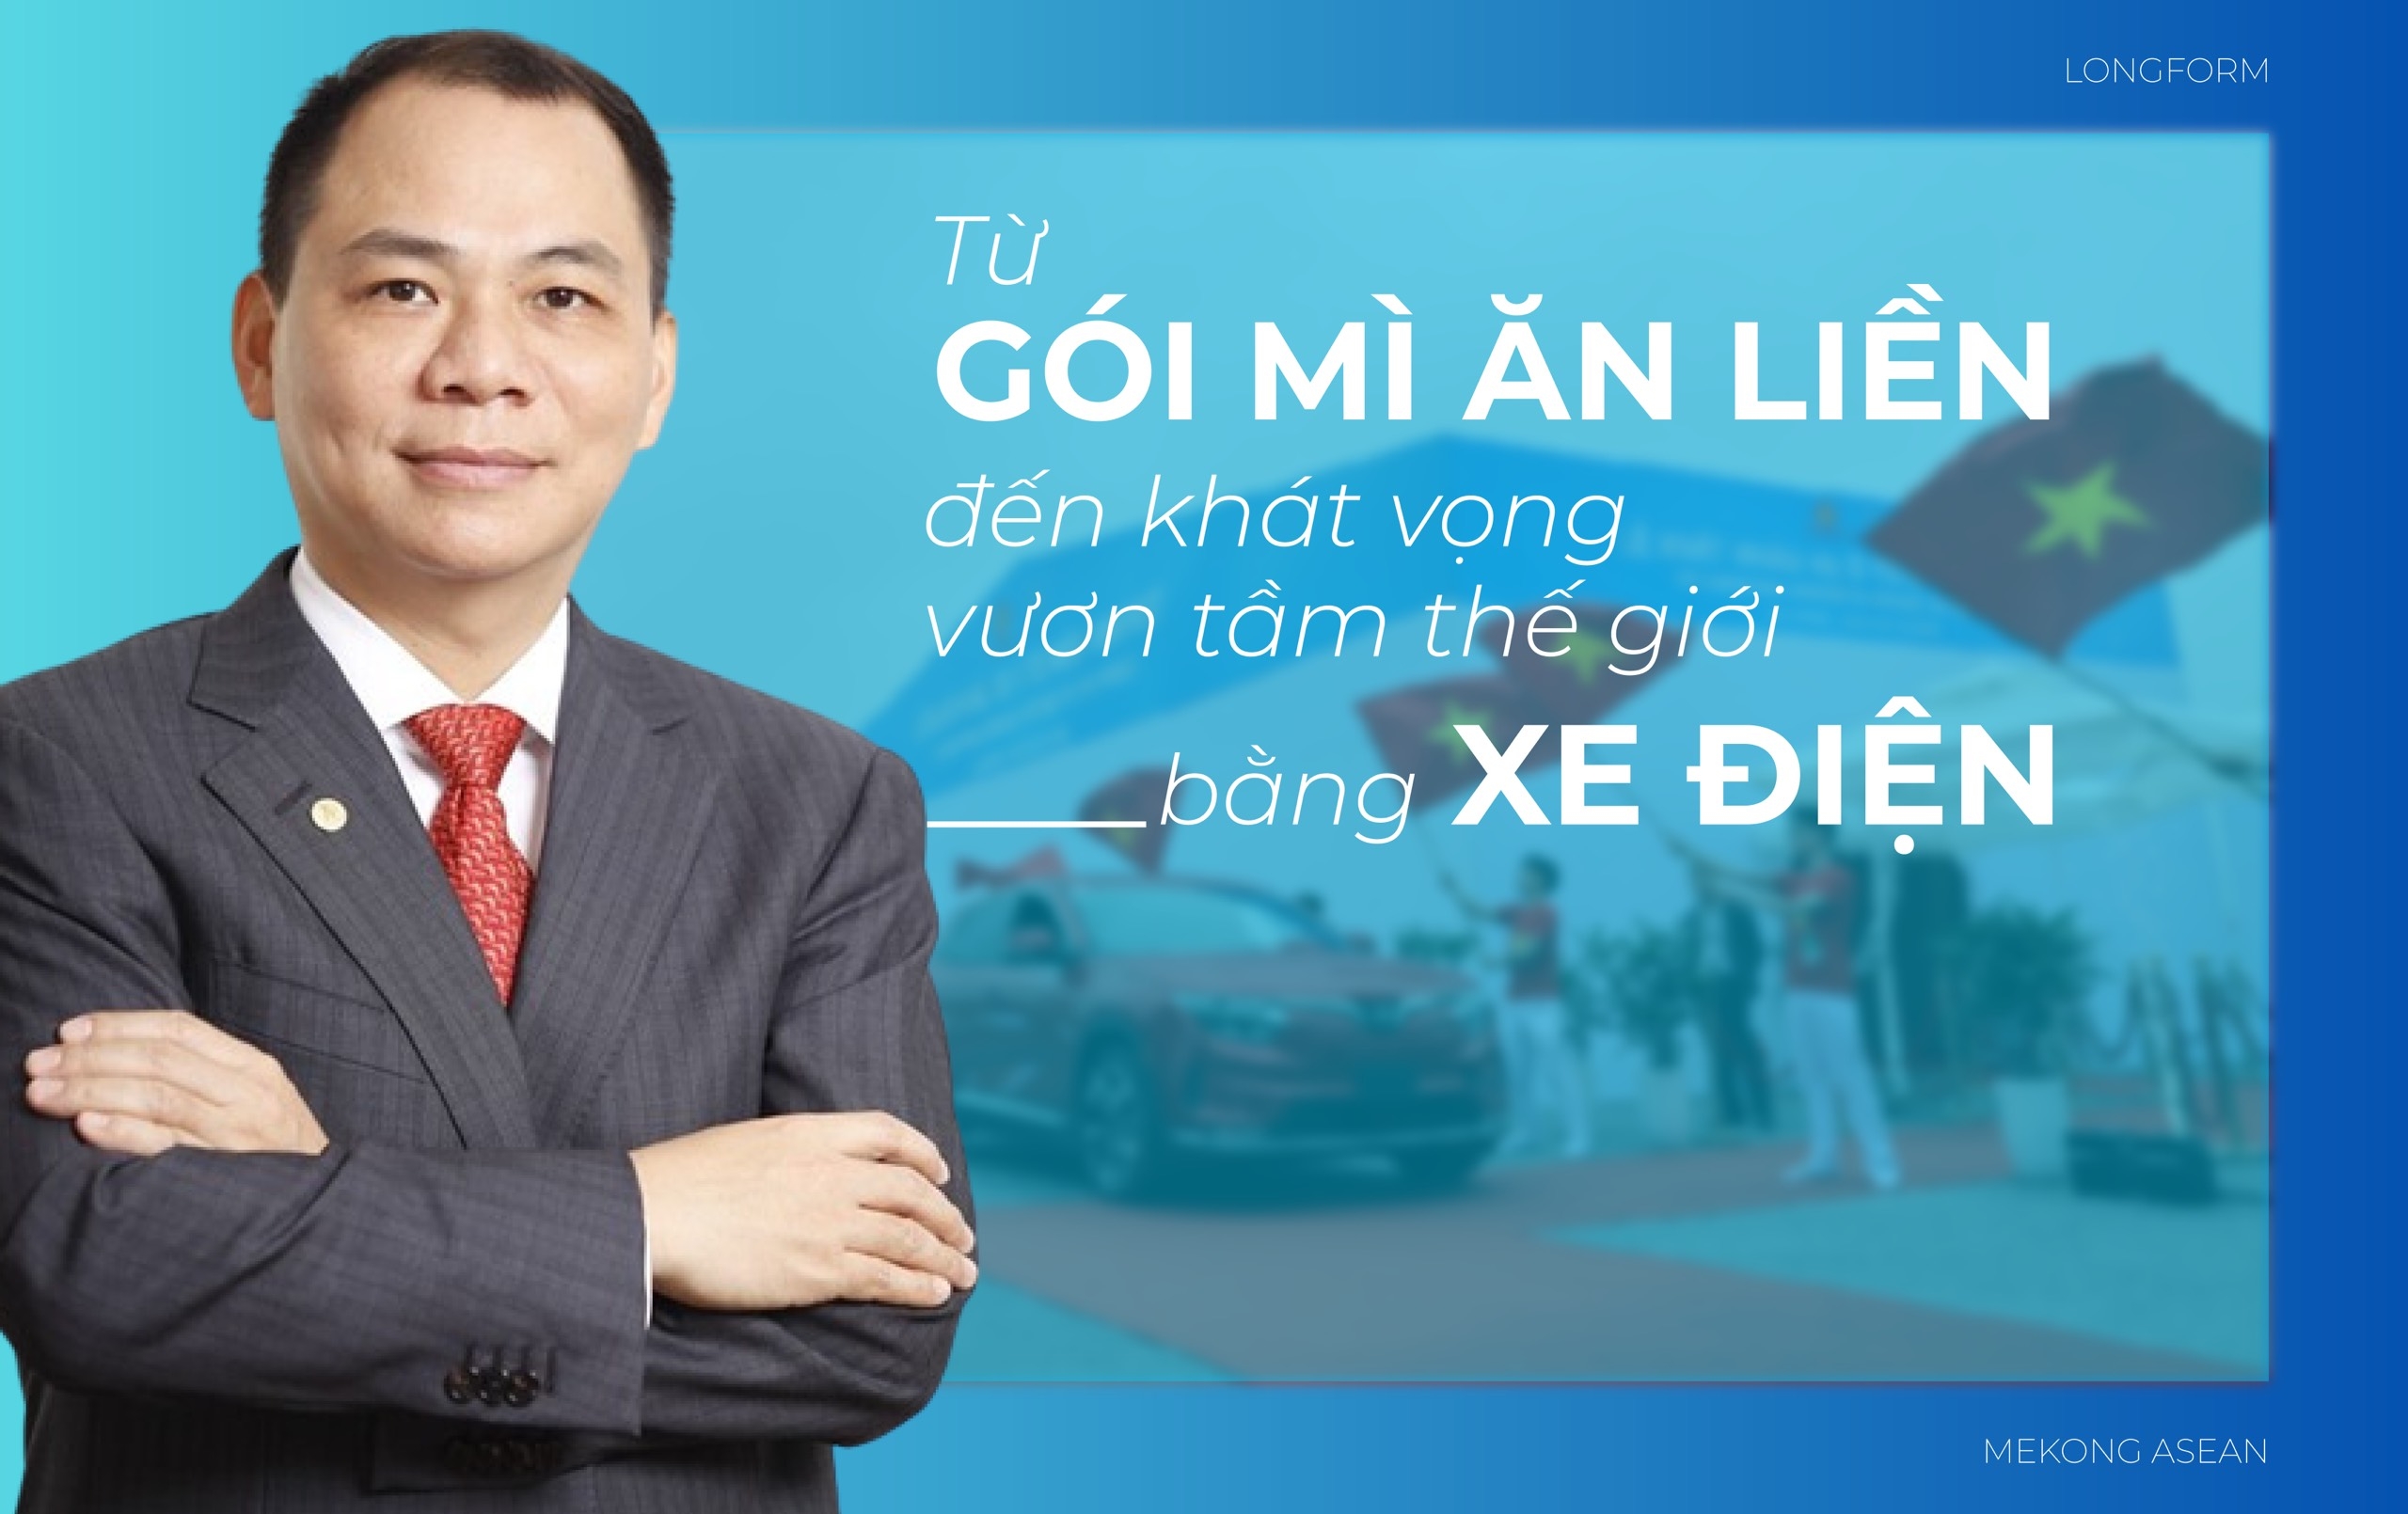 LONGFORM
Từ
GÓI MÌ ĂN LIỀN
đến khát vọng
vươn tầm thế giới
bằng XE ĐIỆN
MEKONG ASEAN